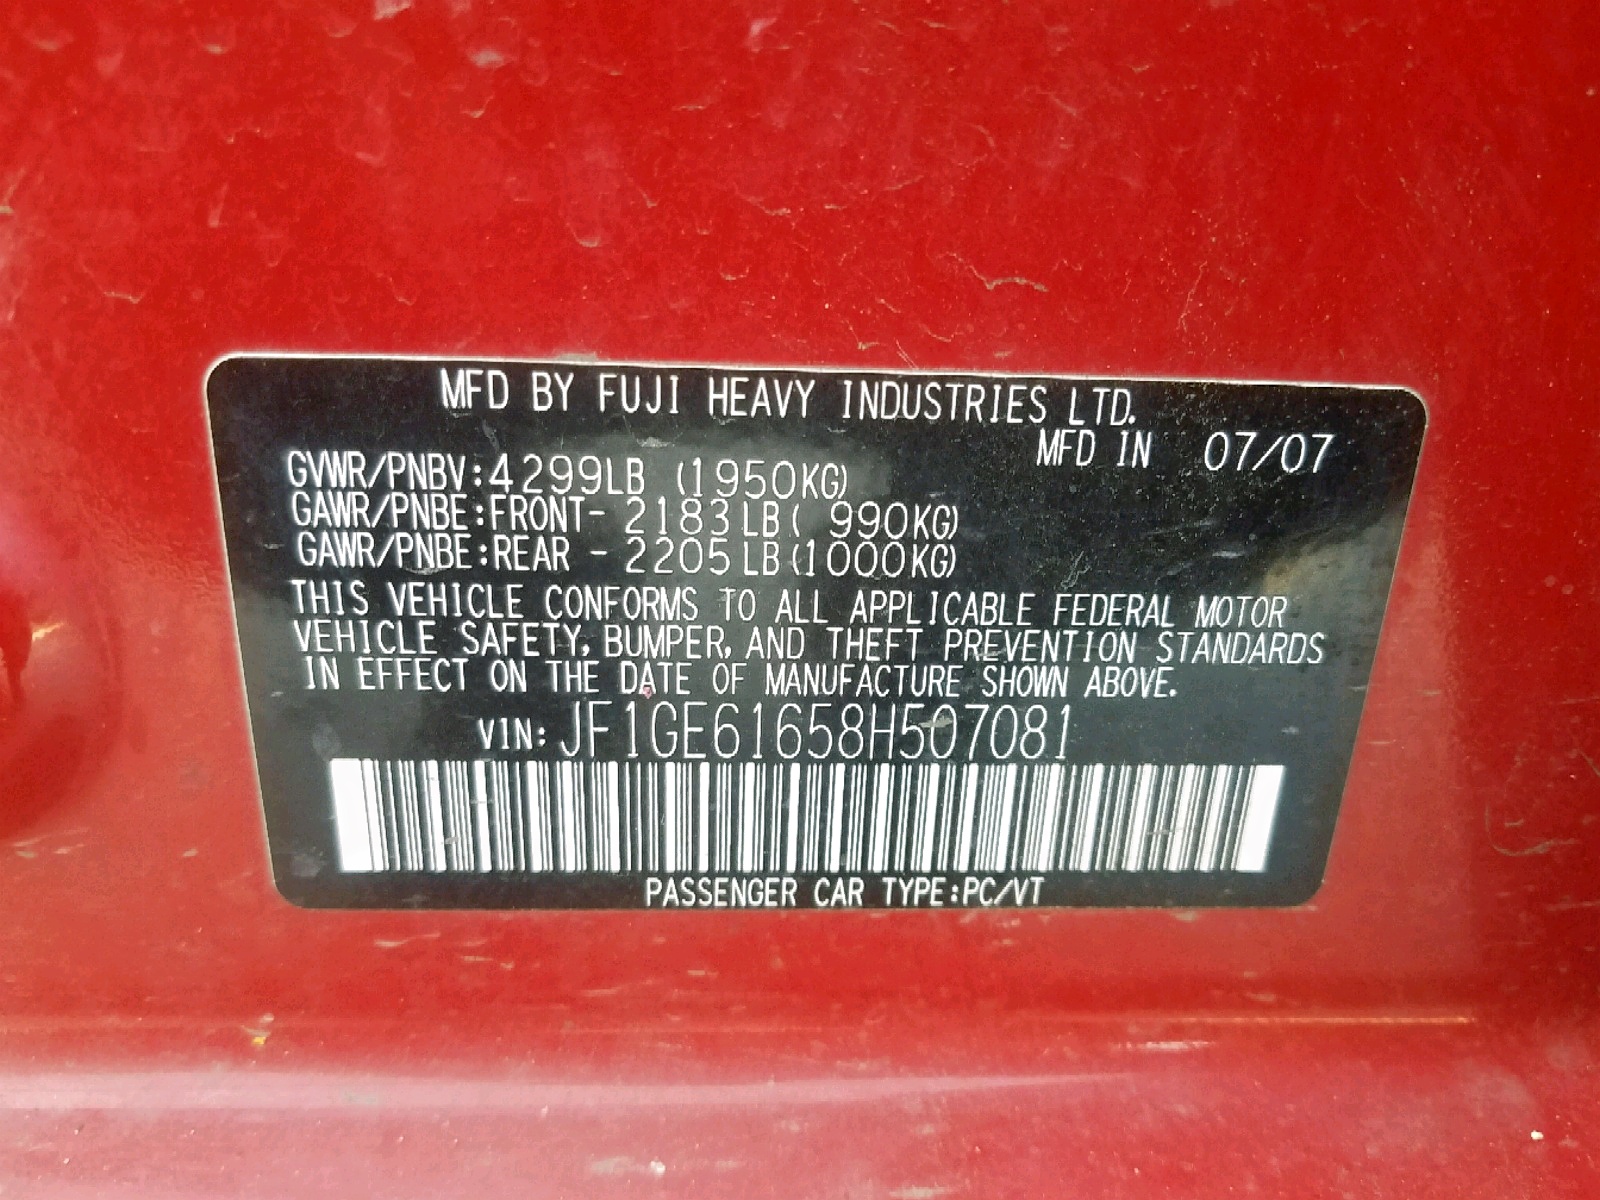 MFD BY FUJI HEAVY INDUSTRIES LTD.
MFD IN 07/07
GVWR/PNBV:4299LB (1950KG)
GAWR/PNBE:FRONT- 2183LB( 990KG)
GAWR/PNBE:REAR - 2205LB(1000KG)
THIS VEHICLE CONFORMS TO ALL APPLICABLE FEDERAL MOTOR
VEHICLE SAFETY, BUMPER, AND THEFT PREVENTION STANDARDS
IN EFFECT ON THE DATE OF MANUFACTURE SHOWN ABOVE.
VIN: JF1GE61658H507081
PASSENGER CAR TYPE:PC/VT